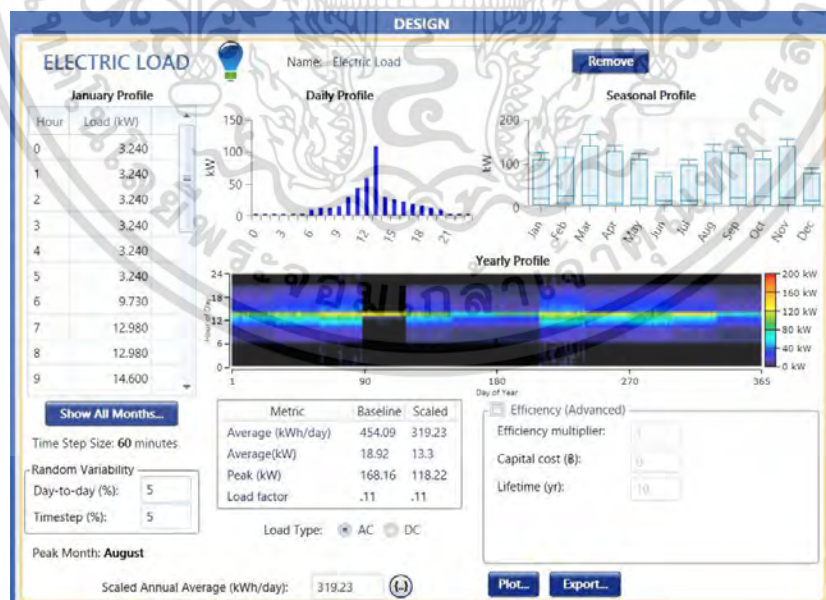 DESIGN
ELECTRIC LOAD
Name: Electric Load
Remove
January Profile
Hour Load (kW)
0 3.240
1 3.240
2 3.240
3 3.240
4 3.240
5 3.240
6 9.730
7 12.980
8 12.980
9 14.600
Daily Profile
kW
150
100
50
0
0 3 6 9 12 15 18 21
Seasonal Profile
kW
200
100
0
Jan Feb Mar Apr May Jun Jul Aug Sep Oct Nov Dec
Yearly Profile
Hour of Day
24
18
12
6
0
1 90 180 270 365
Day of Year
200 kW
160 kW
120 kW
80 kW
40 kW
0 kW
Show All Months...
Time Step Size: 60 minutes
Random Variability
Day-to-day (%): 5
Timestep (%): 5
Peak Month: August
Metric Baseline Scaled
Average (kWh/day) 454.09 319.23
Average(kW) 18.92 13.3
Peak (kW) 168.16 118.22
Load factor .11 .11
Load Type: AC DC
Efficiency (Advanced)
Efficiency multiplier: 1
Capital cost (฿): 0
Lifetime (yr): 10
Scaled Annual Average (kWh/day): 319.23 {..}
Plot... Export...